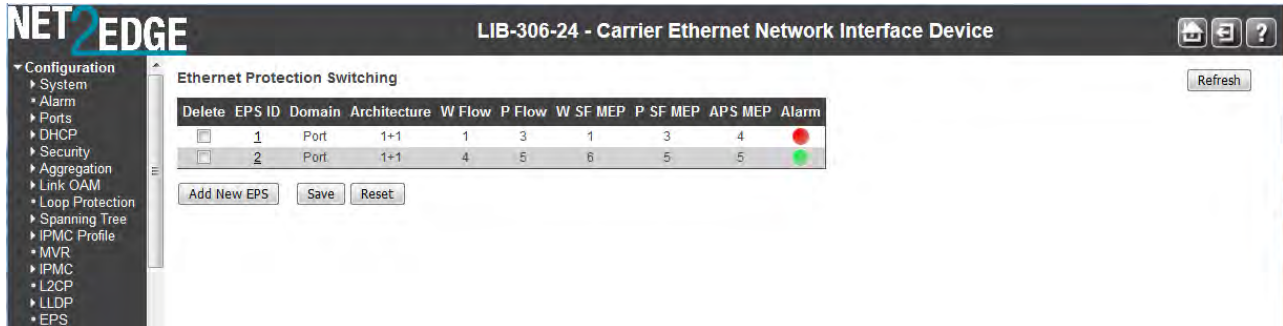 NET2EDGE
LIB-306-24 - Carrier Ethernet Network Interface Device
?
Configuration
System
Alarm
Ports
DHCP
Security
Aggregation
Link OAM
Loop Protection
Spanning Tree
IPMC Profile
MVR
IPMC
L2CP
LLDP
EPS
Ethernet Protection Switching
Refresh
Delete EPS ID Domain Architecture W Flow P Flow W SF MEP P SF MEP APS MEP Alarm
1 Port 1+1 1 3 1 3 4
2 Port 1+1 4 5 6 5 5
Add New EPS Save Reset